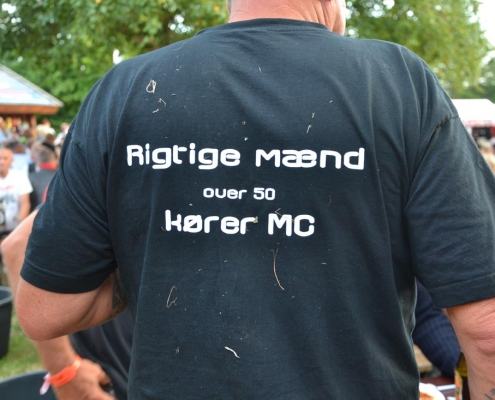 Rigtige mænd
over 50
kører MC